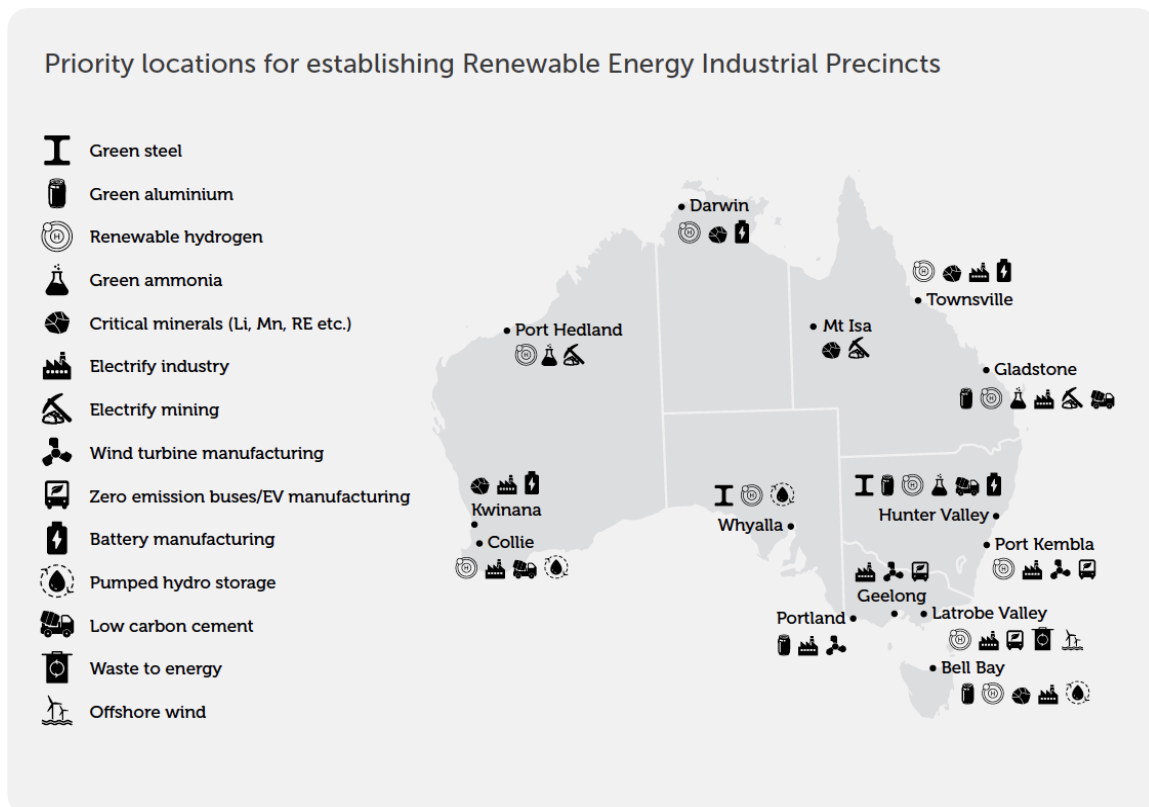 Priority locations for establishing Renewable Energy Industrial Precincts
Green steel
Green aluminium
Renewable hydrogen
Green ammonia
Critical minerals (Li, Mn, RE etc.)
Electrify industry
Electrify mining
Wind turbine manufacturing
Zero emission buses/EV manufacturing
Battery manufacturing
Pumped hydro storage
Low carbon cement
Waste to energy
Offshore wind
Darwin
Townsville
Port Hedland
Mt Isa
Gladstone
Kwinana
Whyalla
Hunter Valley
Collie
Port Kembla
Geelong
Portland
Latrobe Valley
Bell Bay